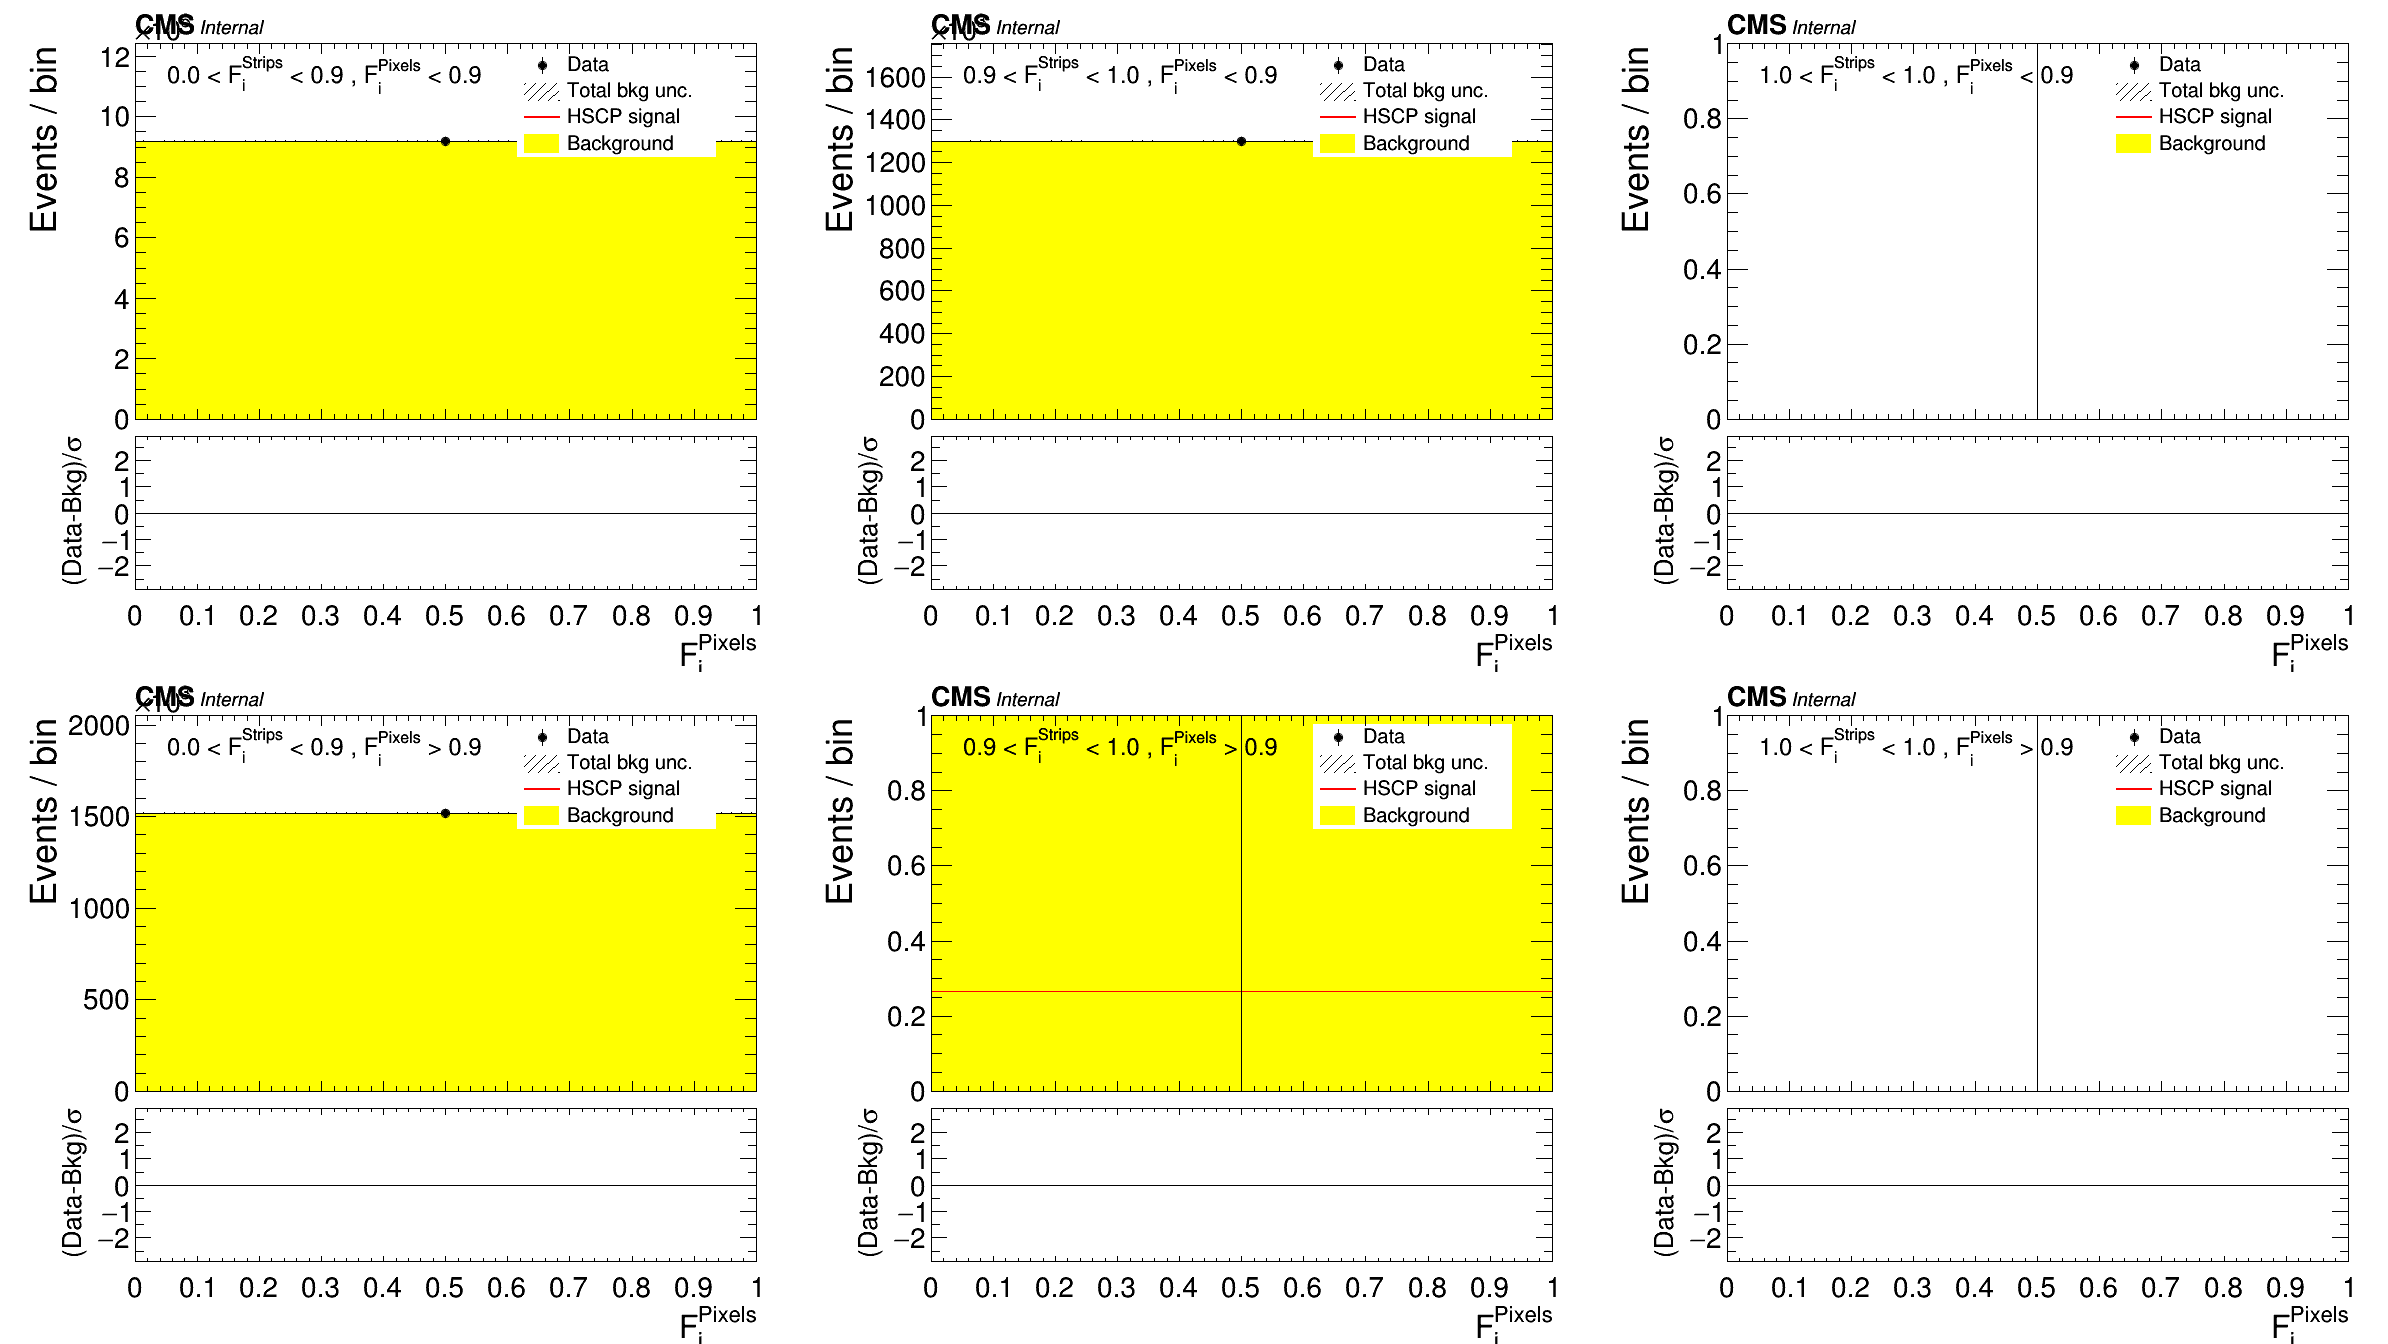 CMS Internal
0.0 < F_i^Strips < 0.9 , F_i^Pixels < 0.9
Data
Total bkg unc.
HSCP signal
Background
Events / bin
12
10
8
6
4
2
0
(Data-Bkg)/σ
2
1
0
−1
−2
0 0.1 0.2 0.3 0.4 0.5 0.6 0.7 0.8 0.9 1
F_i^Pixels
CMS Internal
0.9 < F_i^Strips < 1.0 , F_i^Pixels < 0.9
Data
Total bkg unc.
HSCP signal
Background
Events / bin
1600
1400
1200
1000
800
600
400
200
0
(Data-Bkg)/σ
2
1
0
−1
−2
0 0.1 0.2 0.3 0.4 0.5 0.6 0.7 0.8 0.9 1
F_i^Pixels
CMS Internal
1.0 < F_i^Strips < 1.0 , F_i^Pixels < 0.9
Data
Total bkg unc.
HSCP signal
Background
Events / bin
1
0.8
0.6
0.4
0.2
0
(Data-Bkg)/σ
2
1
0
−1
−2
0 0.1 0.2 0.3 0.4 0.5 0.6 0.7 0.8 0.9 1
F_i^Pixels
CMS Internal
0.0 < F_i^Strips < 0.9 , F_i^Pixels > 0.9
Data
Total bkg unc.
HSCP signal
Background
Events / bin
2000
1500
1000
500
0
(Data-Bkg)/σ
2
1
0
−1
−2
0 0.1 0.2 0.3 0.4 0.5 0.6 0.7 0.8 0.9 1
F_i^Pixels
CMS Internal
0.9 < F_i^Strips < 1.0 , F_i^Pixels > 0.9
Data
Total bkg unc.
HSCP signal
Background
Events / bin
1
0.8
0.6
0.4
0.2
0
(Data-Bkg)/σ
2
1
0
−1
−2
0 0.1 0.2 0.3 0.4 0.5 0.6 0.7 0.8 0.9 1
F_i^Pixels
CMS Internal
1.0 < F_i^Strips < 1.0 , F_i^Pixels > 0.9
Data
Total bkg unc.
HSCP signal
Background
Events / bin
1
0.8
0.6
0.4
0.2
0
(Data-Bkg)/σ
2
1
0
−1
−2
0 0.1 0.2 0.3 0.4 0.5 0.6 0.7 0.8 0.9 1
F_i^Pixels